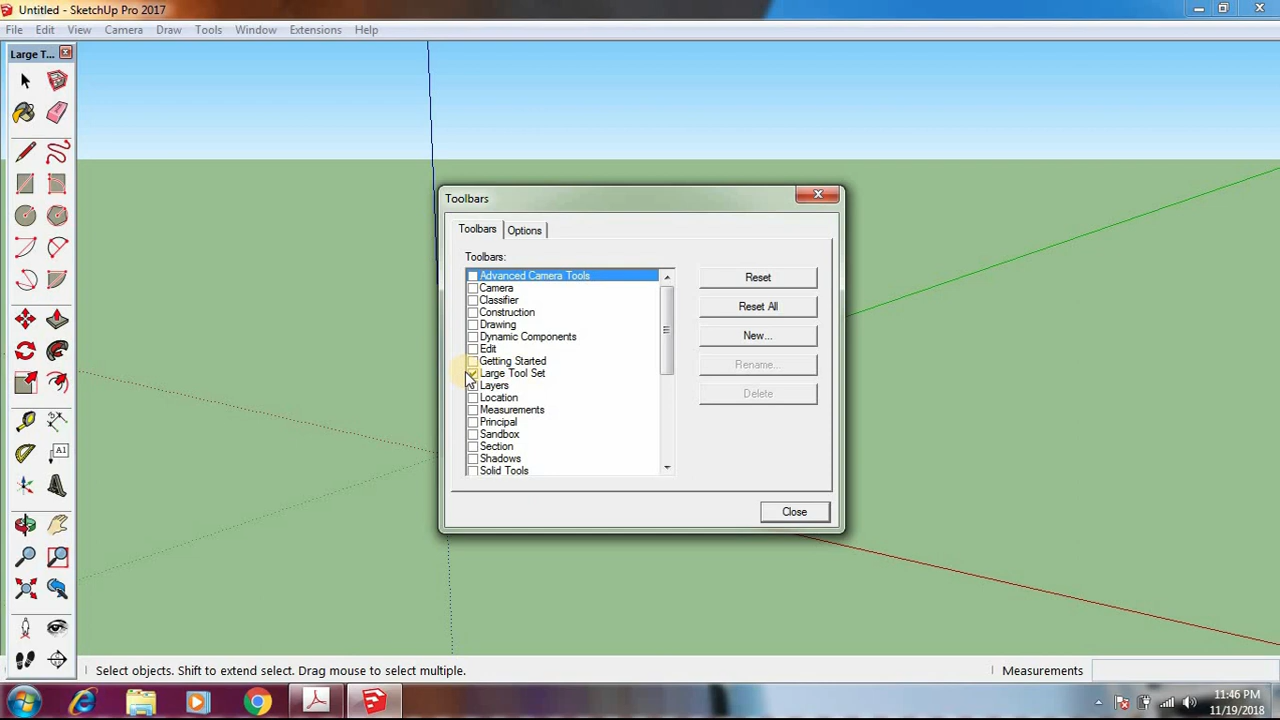 Untitled - SketchUp Pro 2017
File Edit View Camera Draw Tools Window Extensions Help
Large T...
A1
Toolbars
Toolbars Options
Toolbars:
Advanced Camera Tools
Camera
Classifier
Construction
Drawing
Dynamic Components
Edit
Getting Started
Large Tool Set
Layers
Location
Measurements
Principal
Sandbox
Section
Shadows
Solid Tools
Reset
Reset All
New...
Rename...
Delete
Close
Select objects. Shift to extend select. Drag mouse to select multiple.
Measurements
11:46 PM
11/19/2018